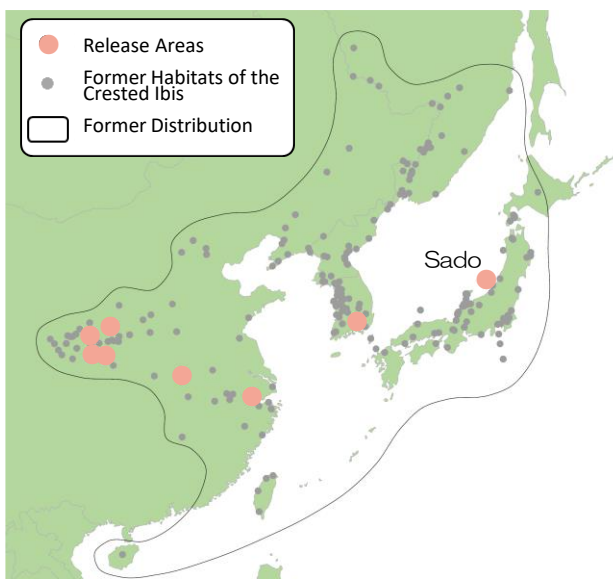 Release Areas
Former Habitats of the
Crested Ibis
Former Distribution
Sado